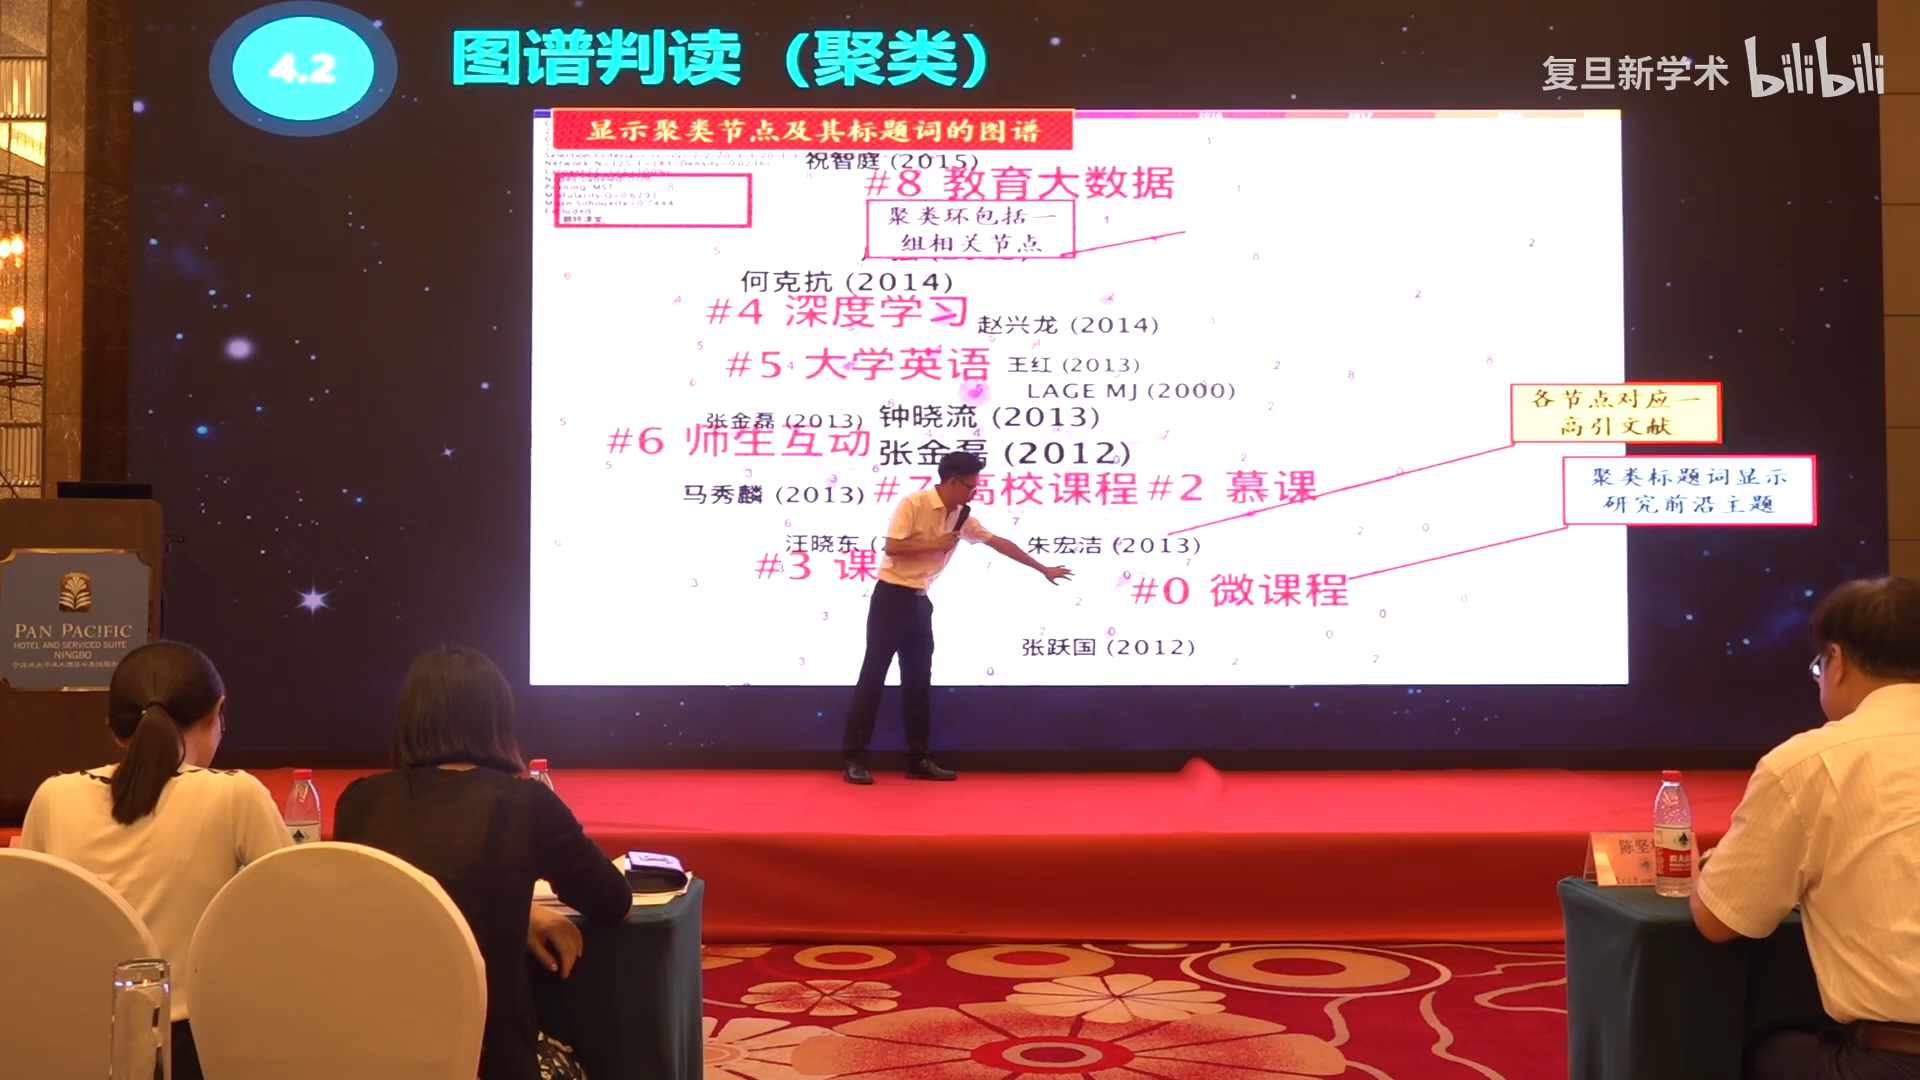 4.2
图谱判读（聚类）
复旦新学术
bilibili
显示聚类节点及其标题词的图谱
祝智庭 (2015)
#8 教育大数据
翻转课堂
聚类环包括一
组相关节点
何克抗 (2014)
#4 深度学习
赵兴龙 (2014)
#5 大学英语
王红 (2013)
LAGE MJ (2000)
各节点对应一
高引文献
张金磊 (2013)
钟晓流 (2013)
#6 师生互动
张金磊 (2012)
聚类标题词显示
研究前沿主题
马秀麟 (2013)
#7 高校课程
#2 慕课
汪晓东
朱宏洁 (2013)
#3 课
#0 微课程
张跃国 (2012)
PAN PACIFIC
HOTEL AND SERVICED SUITE
NINGBO
陈坚